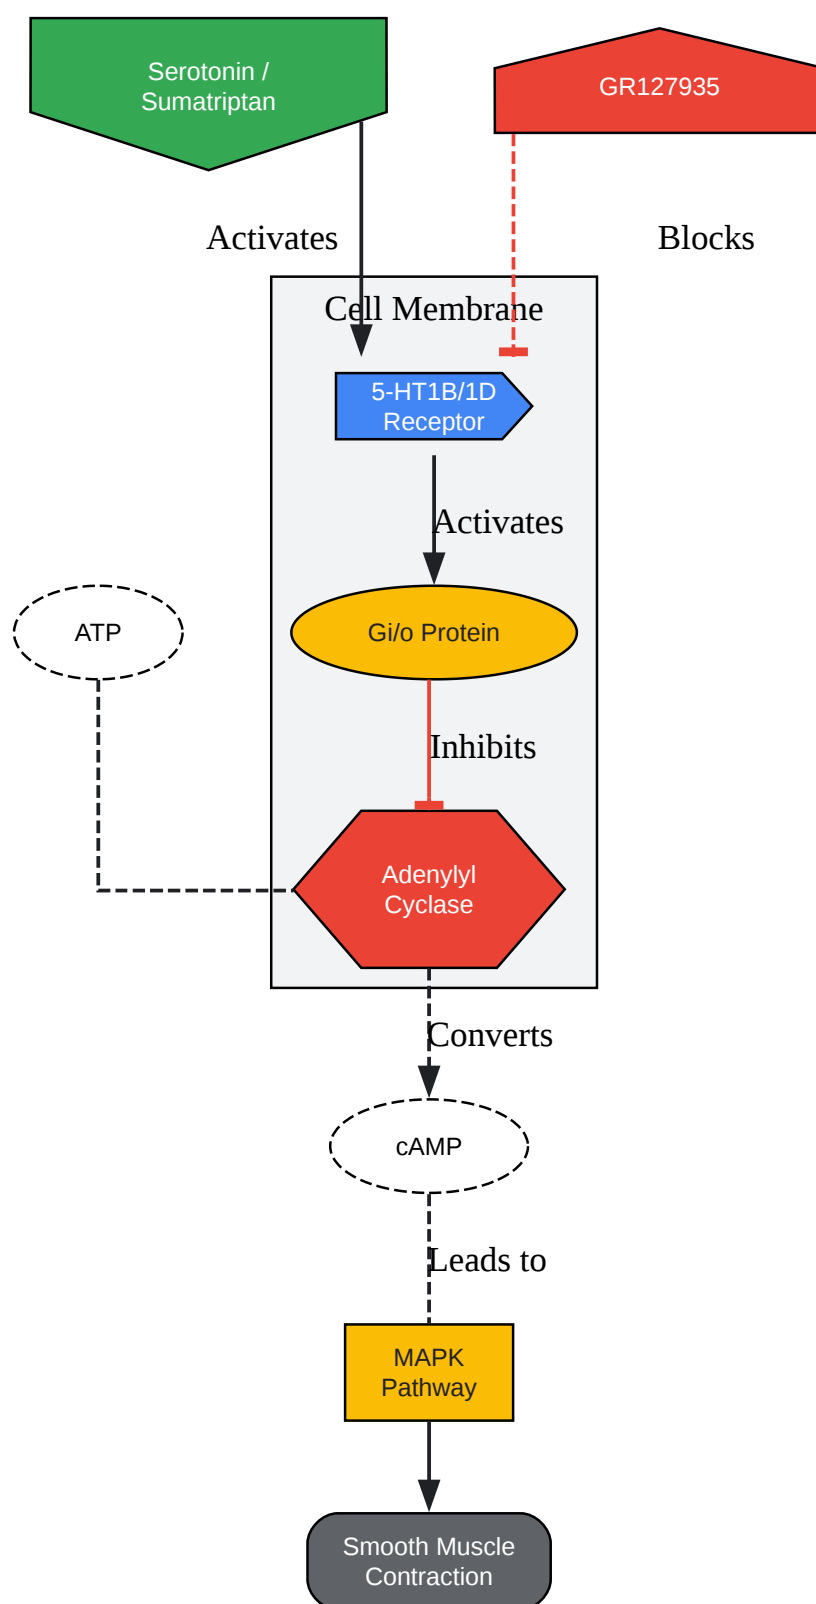 Serotonin /
Sumatriptan
GR127935
Activates
Blocks
Cell Membrane
5-HT1B/1D
Receptor
Activates
ATP
Gi/o Protein
Inhibits
Adenylyl
Cyclase
Converts
cAMP
Leads to
MAPK
Pathway
Smooth Muscle
Contraction